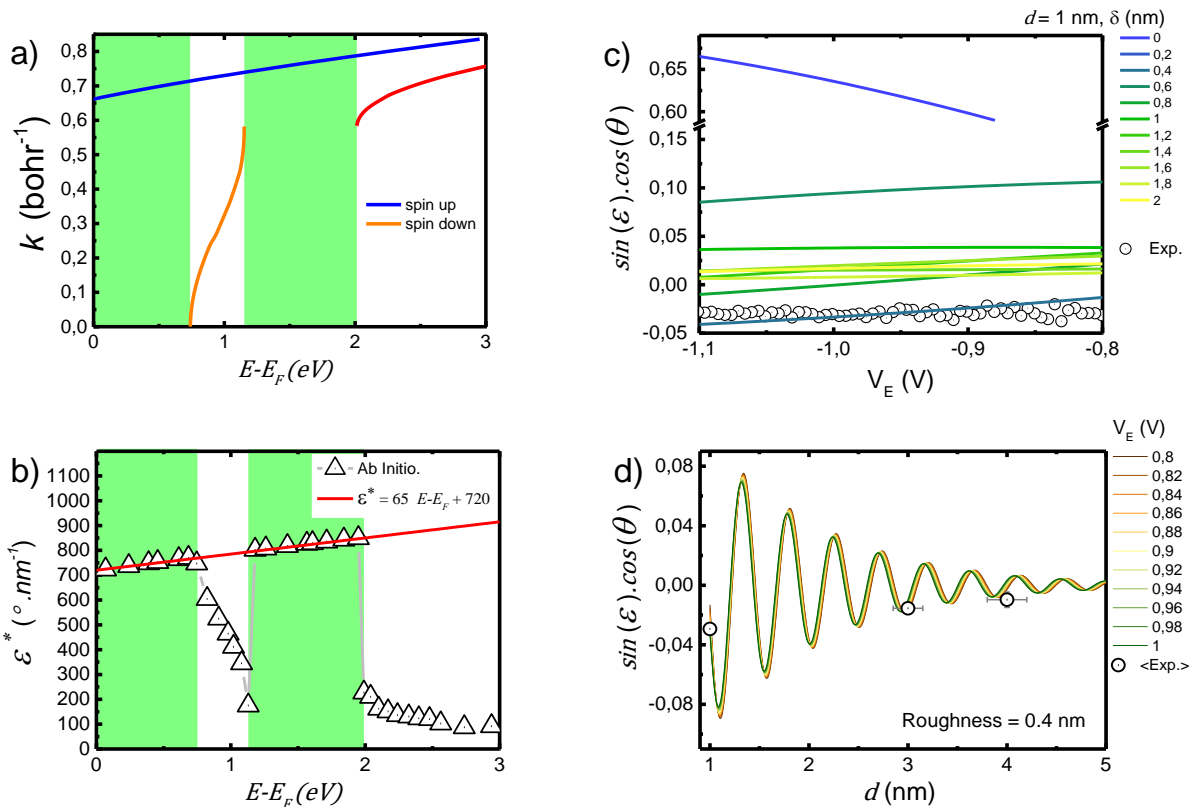 a)
0,8
0,7
0,6
0,5
0,4
0,3
0,2
0,1
0,0
k (bohr⁻¹)
spin up
spin down
0 1 2 3
E-E_F(eV)
c)
d= 1 nm, δ (nm)
0
0,2
0,4
0,6
0,8
1
1,2
1,4
1,6
1,8
2
Exp.
0,65
0,60
0,10
0,05
0,00
-0,05
sin(ε).cos(θ)
-1,1 -1,0 -0,9 -0,8
V_E (V)
b)
1100
1000
900
800
700
600
500
400
300
200
100
0
ε* (°.nm⁻¹)
Ab Initio.
ε* = 65 E-E_F + 720
0 1 2 3
E-E_F(eV)
d)
0,08
0,04
0,00
-0,04
-0,08
sin(ε).cos(θ)
Roughness = 0.4 nm
1 2 3 4 5
d (nm)
V_E (V)
0,8
0,82
0,84
0,86
0,88
0,9
0,92
0,94
0,96
0,98
1
<Exp.>